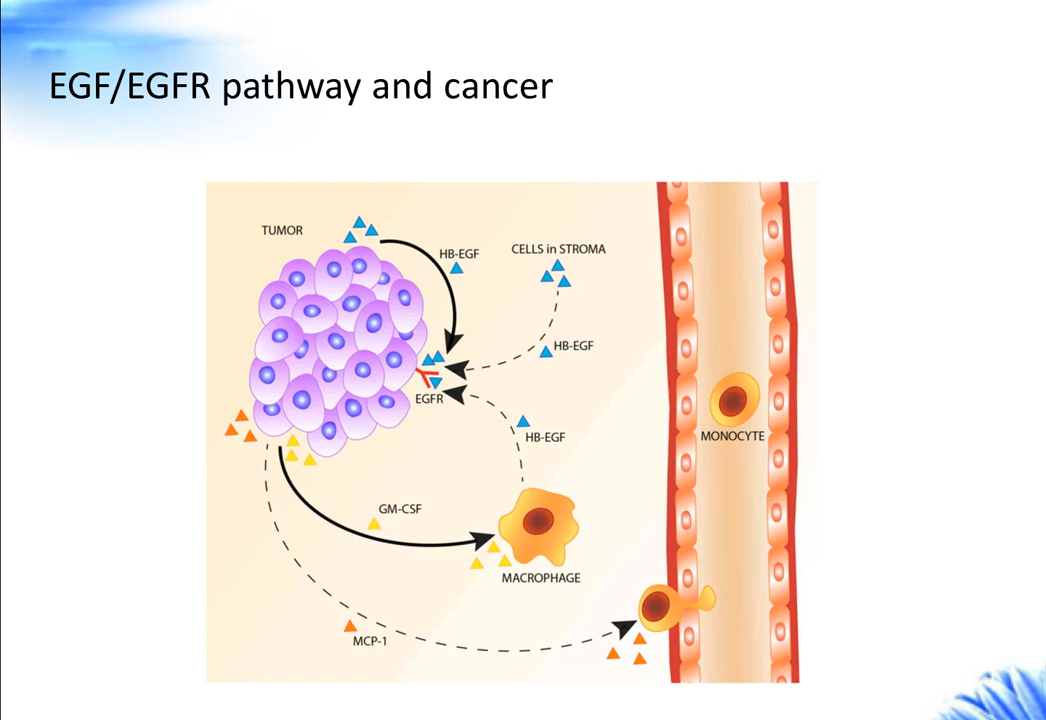 EGF/EGFR pathway and cancer
TUMOR
HB-EGF
CELLS in STROMA
HB-EGF
EGFR
HB-EGF
MONOCYTE
GM-CSF
MACROPHAGE
MCP-1